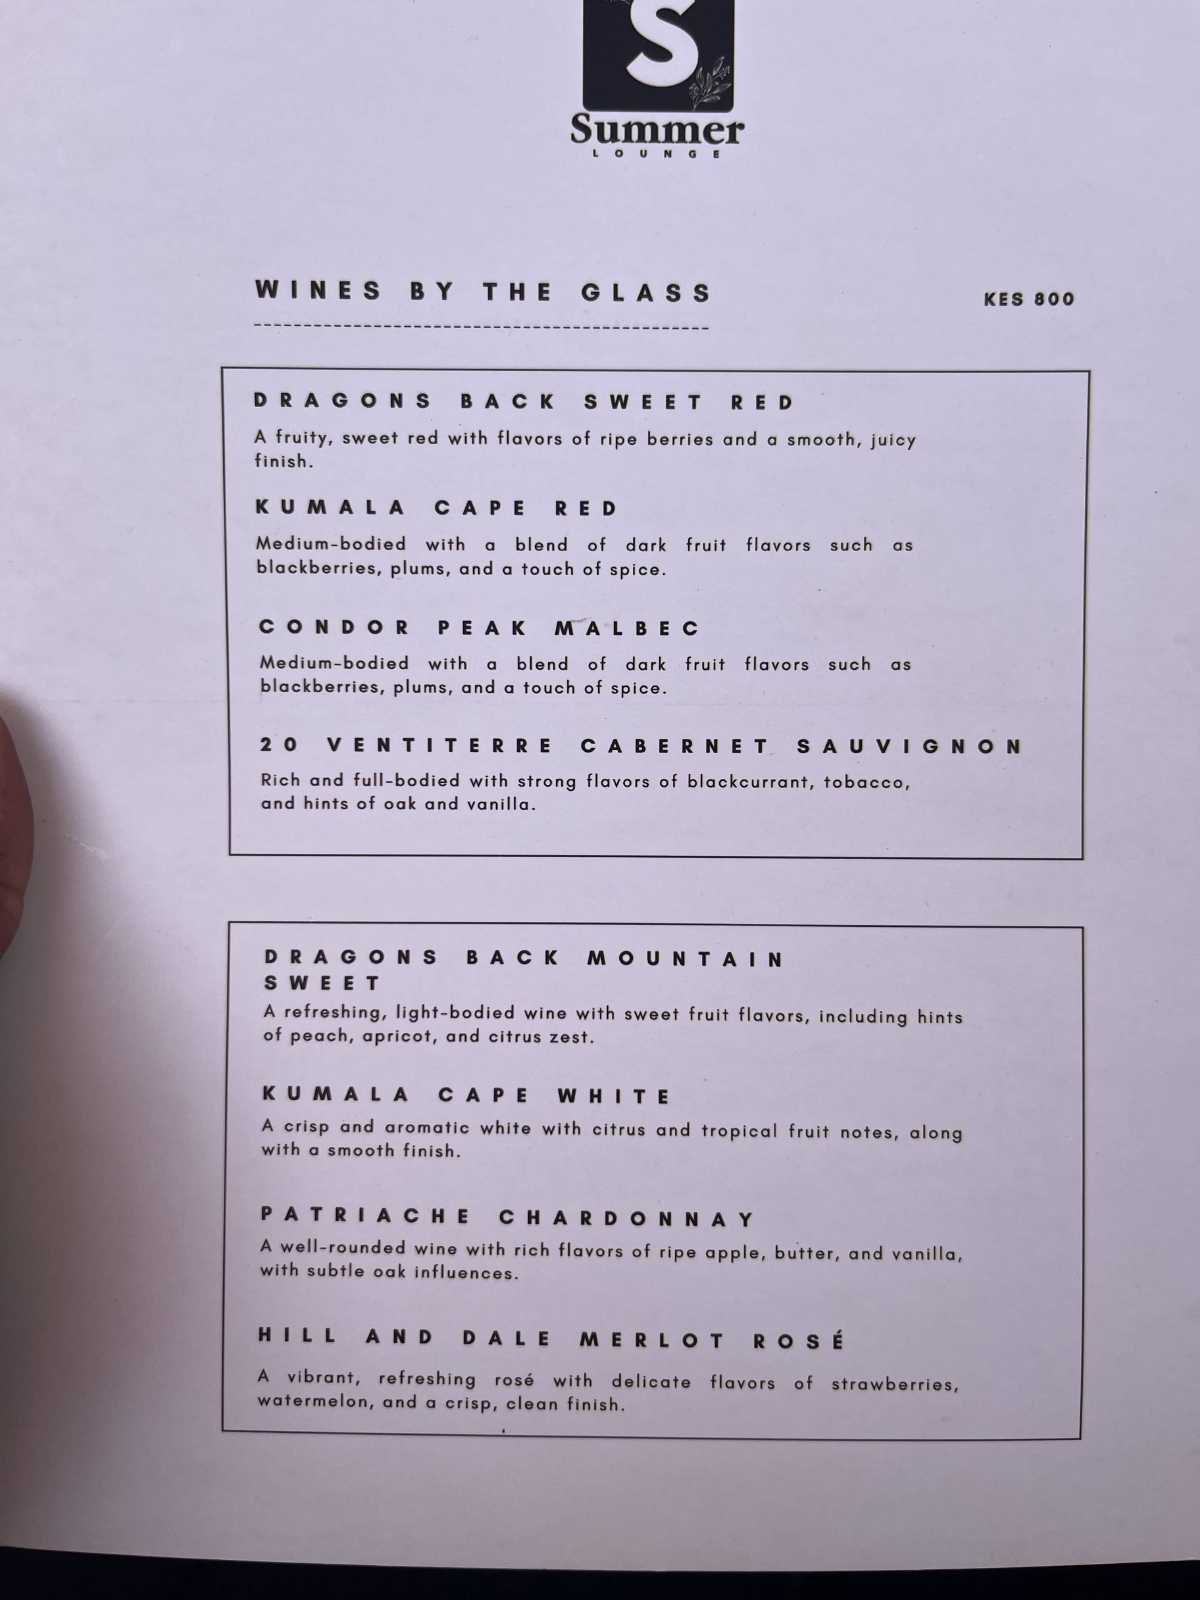 S
Summer
LOUNGE
WINES BY THE GLASS
KES 800
DRAGONS BACK SWEET RED
A fruity, sweet red with flavors of ripe berries and a smooth, juicy
finish.
KUMALA CAPE RED
Medium-bodied with a blend of dark fruit flavors such as
blackberries, plums, and a touch of spice.
CONDOR PEAK MALBEC
Medium-bodied with a blend of dark fruit flavors such as
blackberries, plums, and a touch of spice.
20 VENTITERRE CABERNET SAUVIGNON
Rich and full-bodied with strong flavors of blackcurrant, tobacco,
and hints of oak and vanilla.
DRAGONS BACK MOUNTAIN
SWEET
A refreshing, light-bodied wine with sweet fruit flavors, including hints
of peach, apricot, and citrus zest.
KUMALA CAPE WHITE
A crisp and aromatic white with citrus and tropical fruit notes, along
with a smooth finish.
PATRIACHE CHARDONNAY
A well-rounded wine with rich flavors of ripe apple, butter, and vanilla,
with subtle oak influences.
HILL AND DALE MERLOT ROSÉ
A vibrant, refreshing rosé with delicate flavors of strawberries,
watermelon, and a crisp, clean finish.